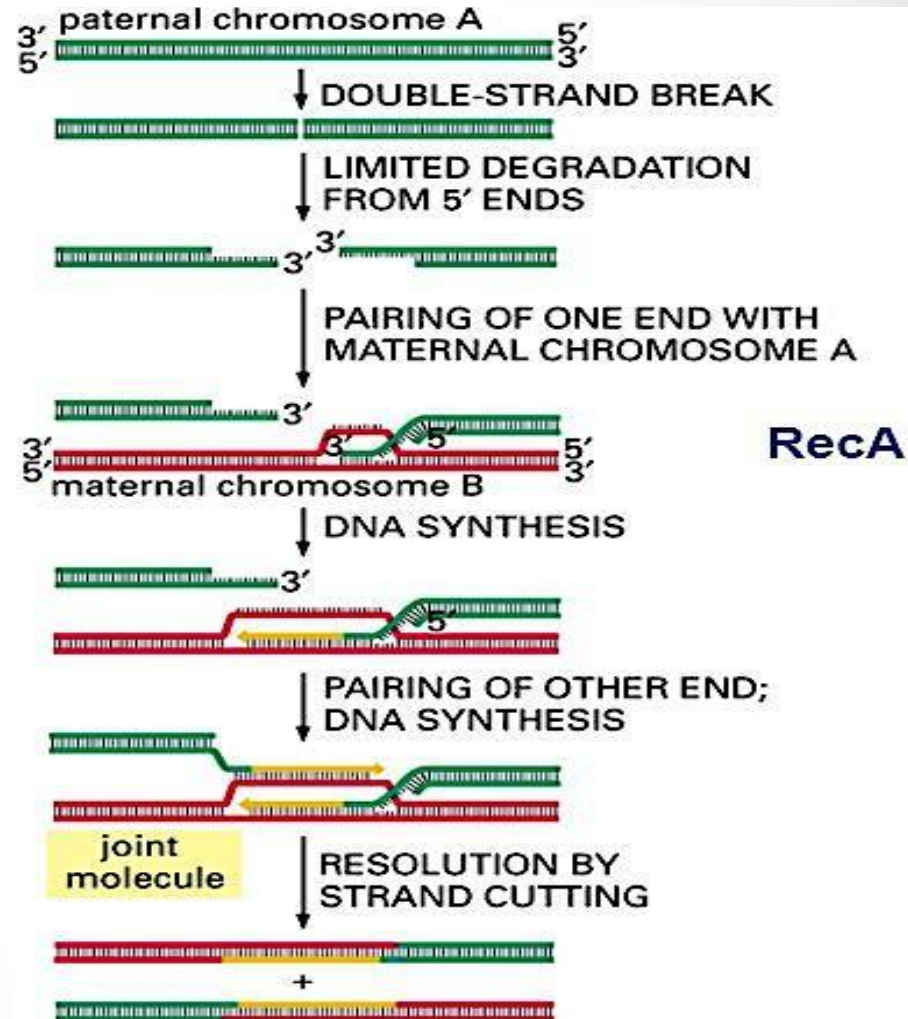 paternal chromosome A
3′ 5′
5′ 3′
DOUBLE-STRAND BREAK
LIMITED DEGRADATION
FROM 5′ ENDS
3′
3′
PAIRING OF ONE END WITH
MATERNAL CHROMOSOME A
3′
3′ 3′ 5′ 5′
5′ 3′
RecA
maternal chromosome B
DNA SYNTHESIS
3′
5′
PAIRING OF OTHER END;
DNA SYNTHESIS
joint
molecule
RESOLUTION BY
STRAND CUTTING
+